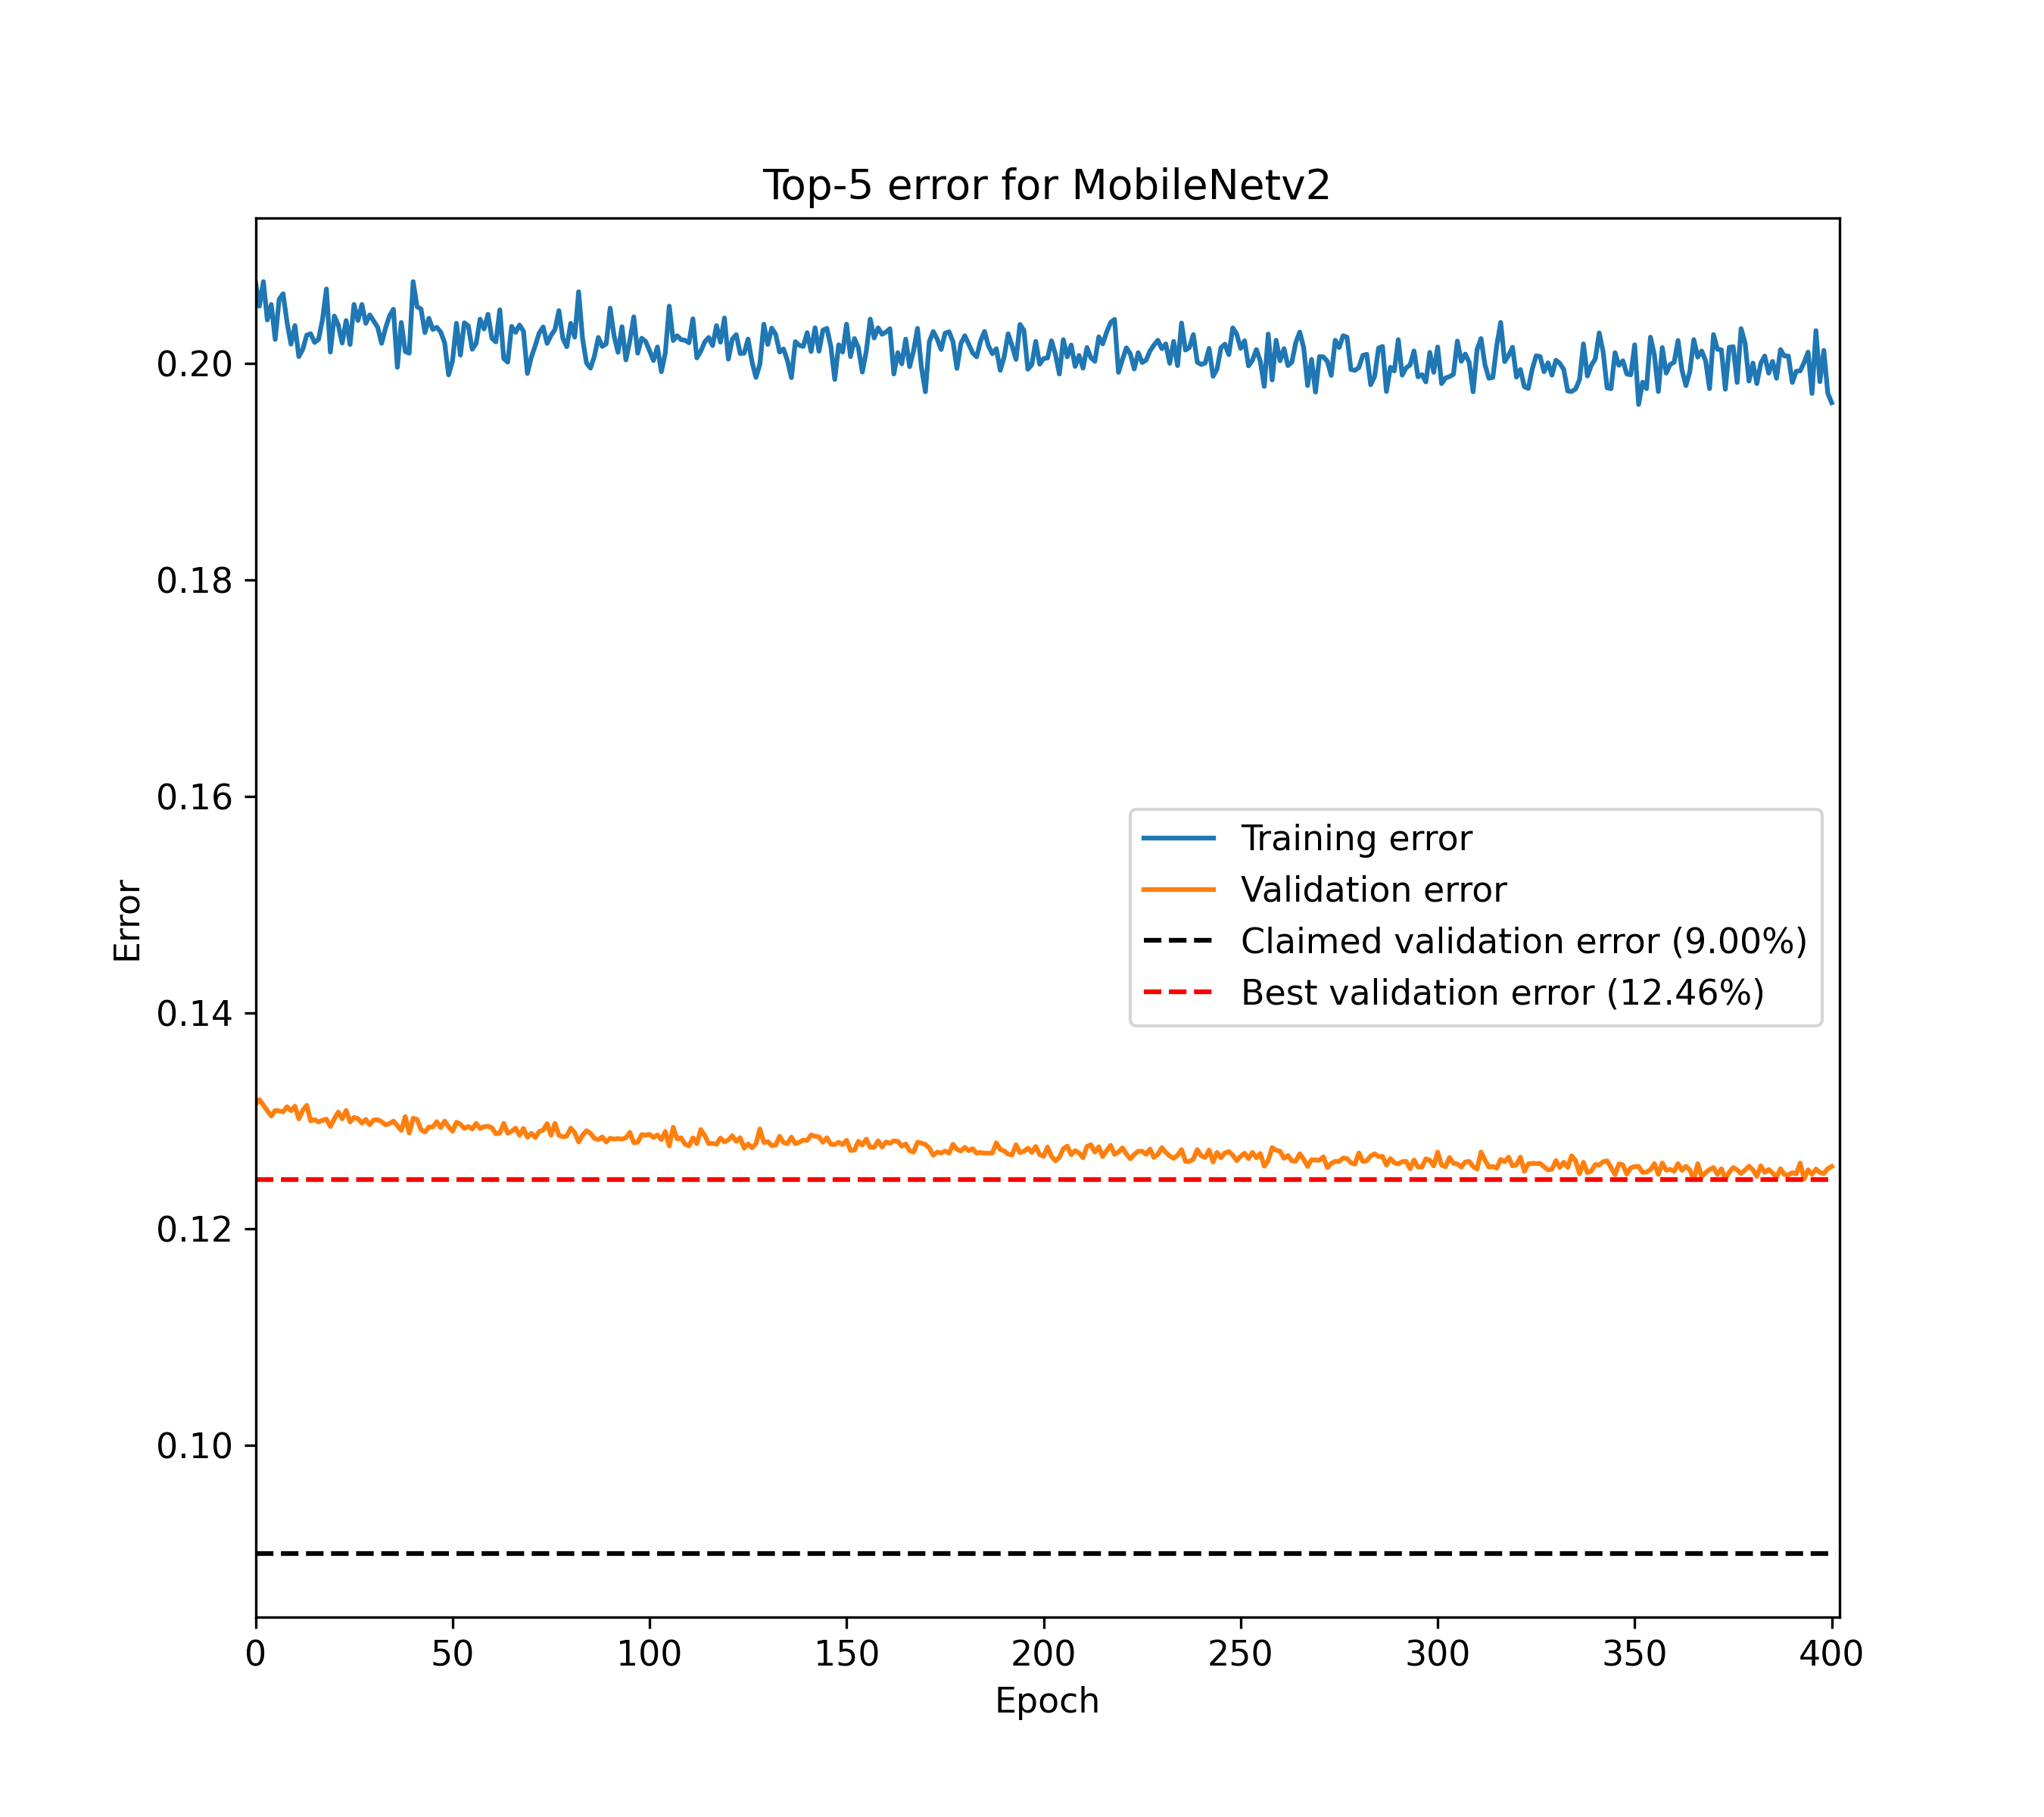 Top-5 error for MobileNetv2
Error
0.20
0.18
0.16
0.14
0.12
0.10
Training error
Validation error
Claimed validation error (9.00%)
Best validation error (12.46%)
0 50 100 150 200 250 300 350 400
Epoch